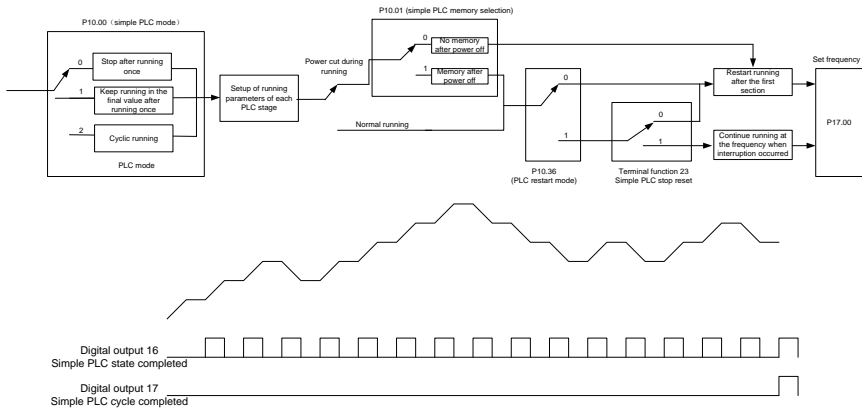 P10.00（simple PLC mode）
0
Stop after running
once
1
Keep running in the
final value after
running once
2
Cyclic running
PLC mode
Setup of running
parameters of each
PLC stage
Power cut during
running
Normal running
P10.01 (simple PLC memory selection)
0
No memory
after power off
1
Memory after
power off
0
1
P10.36
(PLC restart mode)
0
1
Terminal function 23
Simple PLC stop reset
Restart running
after the first
section
Continue running at
the frequency when
interruption occurred
Set frequency
P17.00
Digital output 16
Simple PLC state completed
Digital output 17
Simple PLC cycle completed